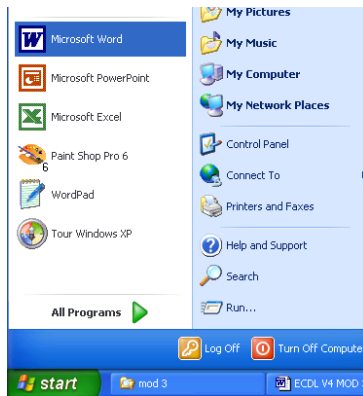 Microsoft Word
Microsoft PowerPoint
Microsoft Excel
6
Paint Shop Pro 6
WordPad
Tour Windows XP
All Programs
My Pictures
My Music
My Computer
My Network Places
Control Panel
Connect To
Printers and Faxes
Help and Support
Search
Run...
Log Off
Turn Off Compute
start
mod 3
ECDL V4 MOD